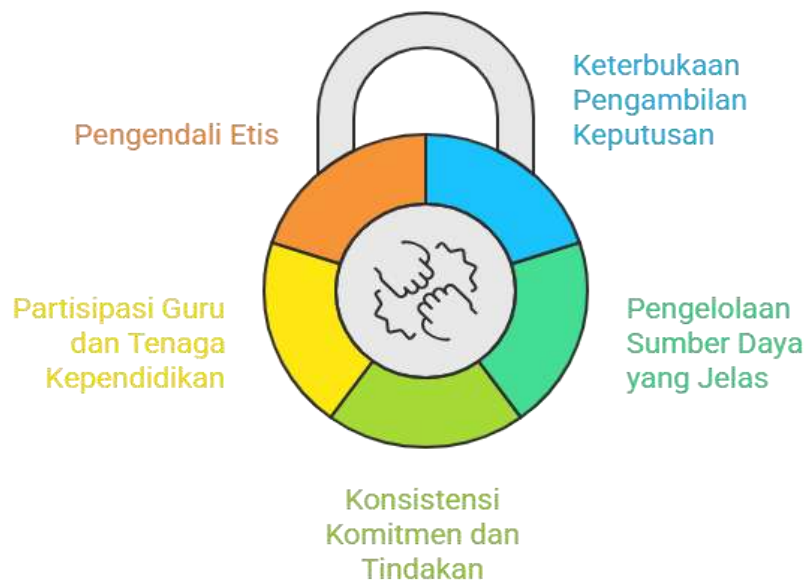 Keterbukaan
Pengambilan
Keputusan
Pengendali Etis
Partisipasi Guru
dan Tenaga
Kependidikan
Pengelolaan
Sumber Daya
yang Jelas
Konsistensi
Komitmen dan
Tindakan